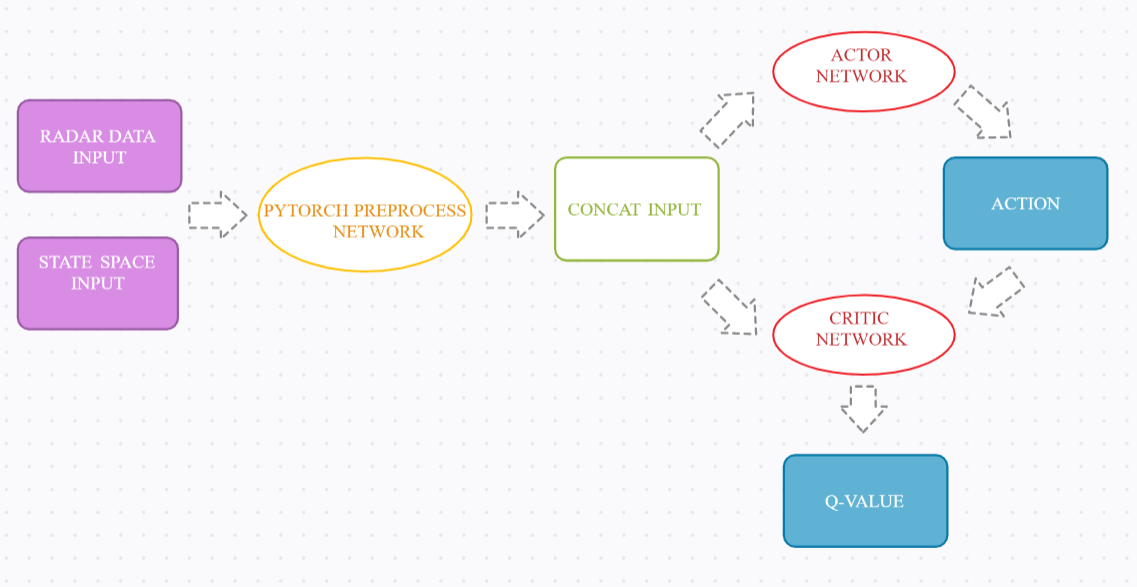 RADAR DATA
INPUT
STATE SPACE
INPUT
PYTORCH PREPROCESS
NETWORK
CONCAT INPUT
ACTOR
NETWORK
ACTION
CRITIC
NETWORK
Q-VALUE